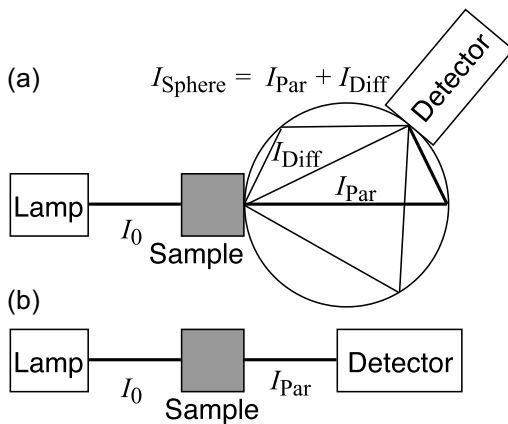 (a)
I_Sphere = I_Par + I_Diff
Detector
I_Diff
I_Par
Lamp
I_0
Sample
(b)
Lamp
I_0
Sample
I_Par
Detector